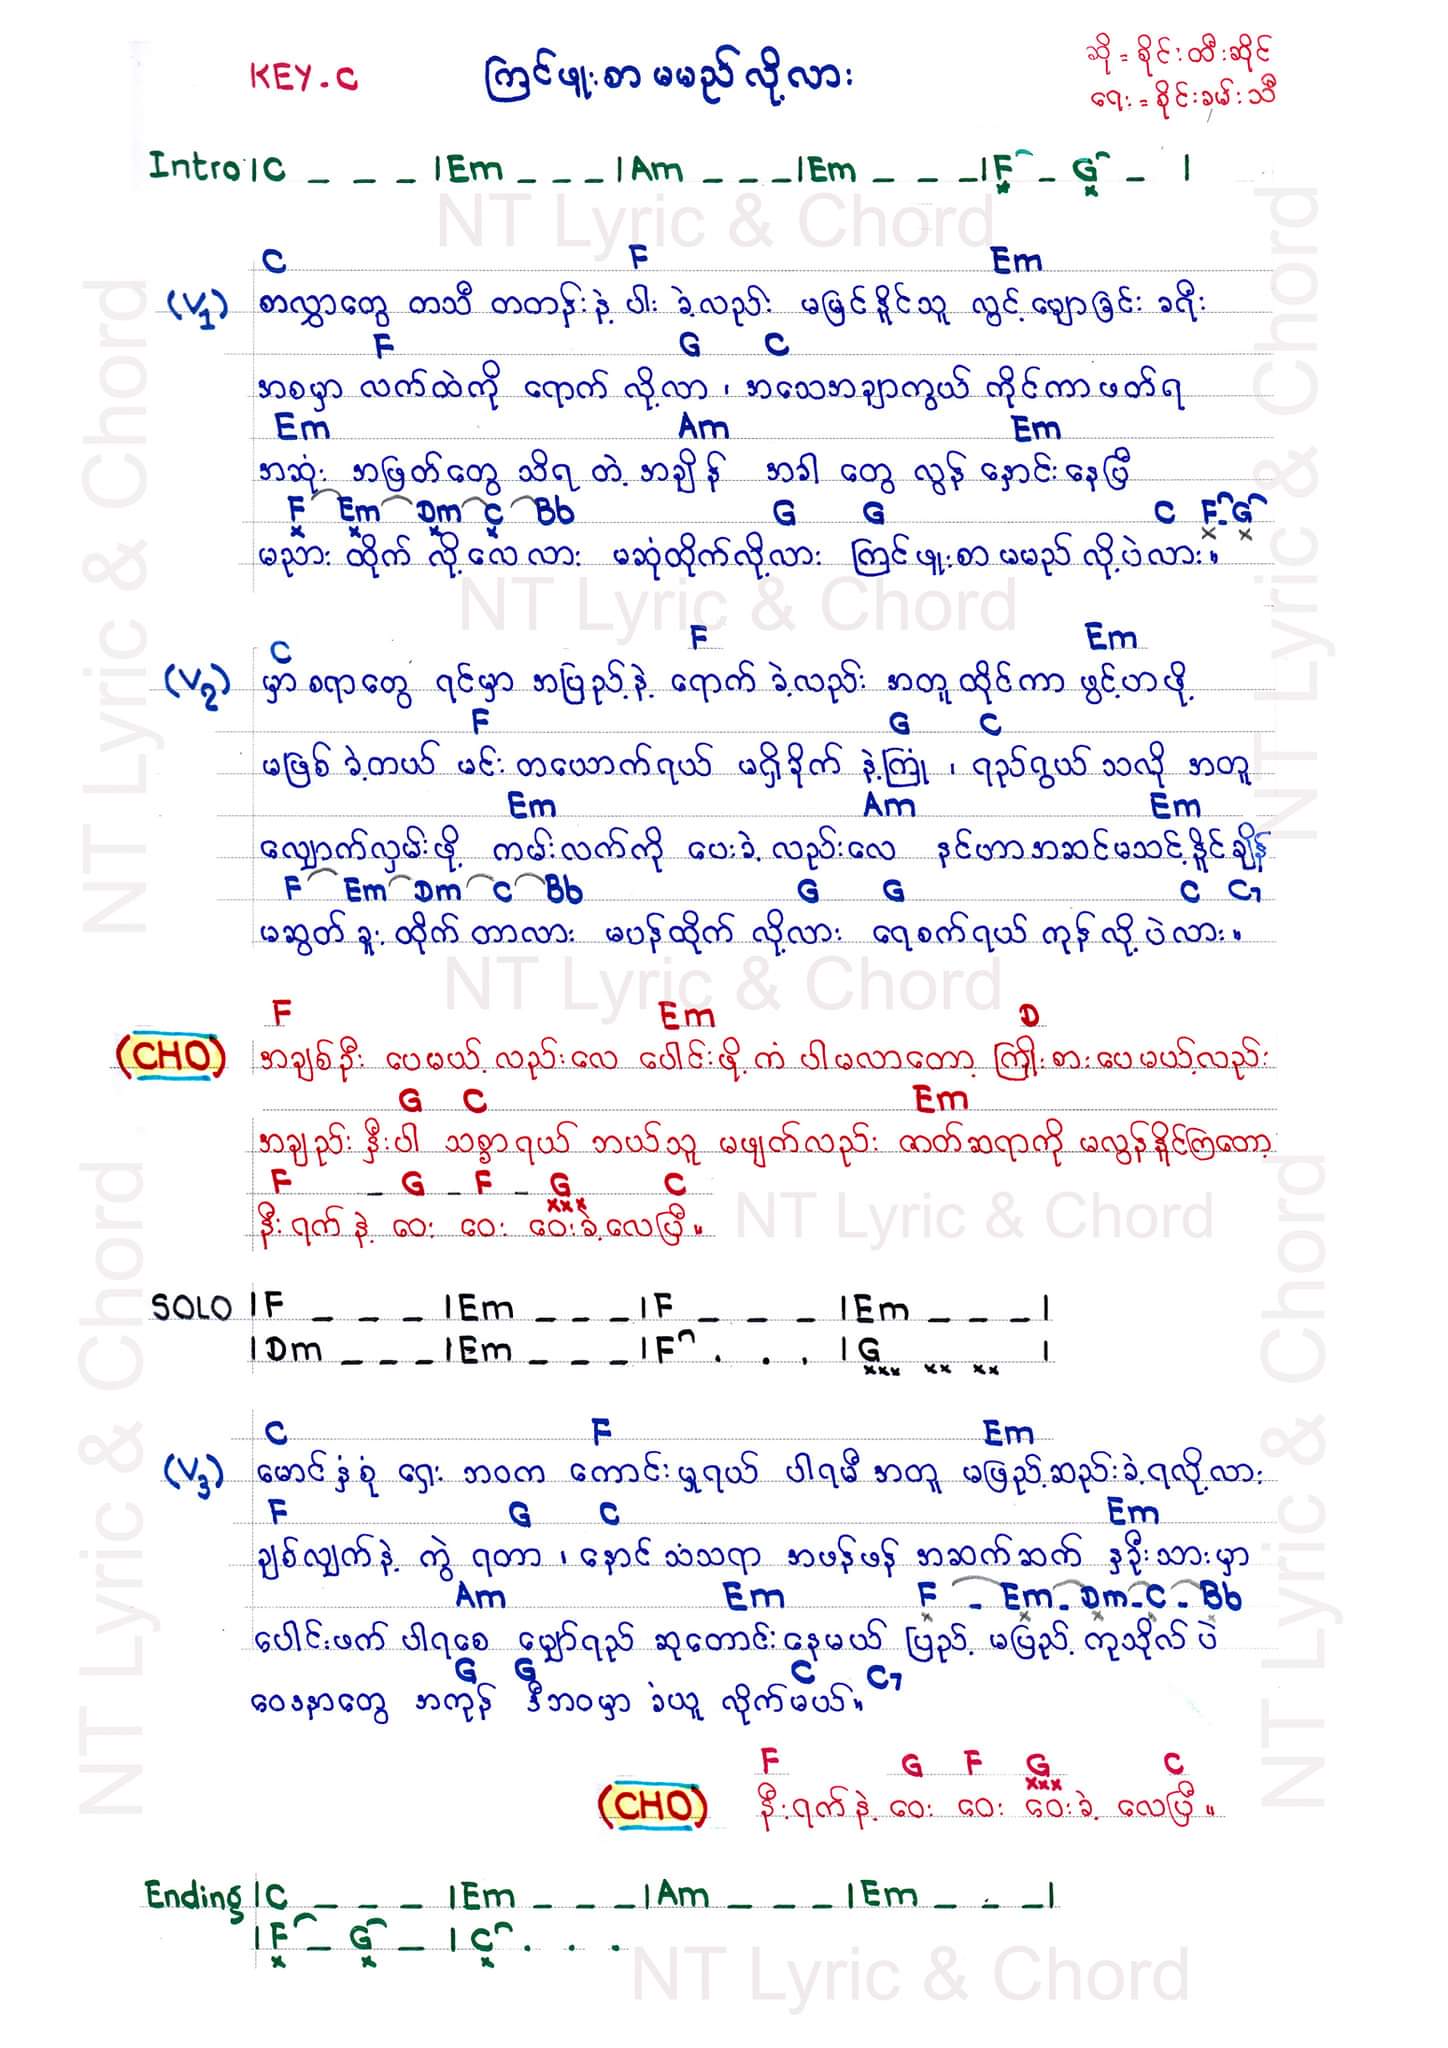 KEY-C
ကြင်ဖူးစာ မမည်လို့လား
ဆို = စိုင်းထီးဆိုင်
ရေး = စိုင်းခမ်းသီ
Intro |C _ _ _ |Em _ _ _ |Am _ _ _ |Em _ _ _ |F _ G _ |
C F Em
(V1) စာလွှာတွေ တသီ တတန်းနဲ့ ပါး ခဲ့လည်း မမြင်နိူင်သူ လွင့်မျောခြင်း ခရီး
F G C
အစမှာ လက်ထဲကို ရောက် လို့လာ ၊ အသေအချာကွယ် ကိုင်ကာဖတ်ရ
Em Am Em
အဆုံး အဖြတ်တွေ သိရ တဲ့ အချိန် အခါ တွေ လွန် နှောင်းနေပြီ
F Em Dm C Bb G G C F-G
မညား ထိုက် လို့လေလား မဆုံထိုက်လို့လား ကြင်ဖူးစာ မမည် လို့ပဲလား။
C F Em
(V2) မှာ စရာတွေ ရင်မှာ အပြည့်နဲ့ ရောက် ခဲ့လည်း အတူထိုင်ကာ ဖွင့်ဟဖို့
F G C
မဖြစ် ခဲ့တယ် မင်းတယောက်ရယ် မရှိခိုက် နဲ့ကြုံ ၊ ရည်ရွယ်သလို အတူ
Em Am Em
လျှောက်လှမ်းဖို့ ကမ်းလက်ကို ပေးခဲ့ လည်းလေ နင်ဟာအဆင်မသင့်နိူင်ချိန်
F Em Dm C Bb G G C C7
မဆွတ် ခူး ထိုက် တာလား မပန်ထိုက် လို့လား ရေစက်ရယ် ကုန်လို့ပဲလား။
F Em D
(CHO) အချစ်ဦး ပေမယ့် လည်းလေ ပေါင်းဖို့ကံ ပါမလာတော့ ကြိုးစားပေမယ့်လည်း
G C Em
အချည်း နှီးပါ သစ္စာရယ် ဘယ်သူ မဖျက်လည်း ဇာတ်ဆရာကို မလွန်နိူင်ကြတော့
F - G - F - G C
နီးရက်နဲ့ ဝေး ဝေး ဝေးခဲ့လေပြီ။
SOLO |F _ _ _ |Em _ _ _ |F _ _ _ |Em _ _ _ |
|Dm _ _ _ |Em _ _ _ |F . . . |G |
C F Em
(V3) မောင်နှံစုံ ရှေး ဘဝက ကောင်းမှုရယ် ပါရမီ အတူ မဖြည့်ဆည်းခဲ့ရလို့လား
F G C Em
ချစ်လျှက်နဲ့ ကွဲ ရတာ ၊ နောင်သံသရာ အဖန်ဖန် အဆက်ဆက် နှဦးသားမှာ
Am Em F - Em - Dm - C - Bb
ပေါင်းဖက် ပါရစေ မျှော်ရည် ဆုတောင်းနေမယ် ပြည့် မပြည့် ကုသိုလ် ပဲ
G G C C7
ဝေဒနာတွေ အကုန် ဒီဘဝမှာ ခံယူ လိုက်မယ်။
F G F G C
(CHO) နီးရက်နဲ့ ဝေး ဝေး ဝေးခဲ့ လေပြီ။
Ending |C _ _ _ |Em _ _ _ |Am _ _ _ |Em _ _ _ |
|F _ G _ |C . . .
NT Lyric & Chord
NT Lyric & Chord
NT Lyric & Chord
NT Lyric & Chord
NT Lyric & Chord
NT Lyric & Chord
NT Lyric & Chord
NT Lyric & Chord
NT Lyric & Chord